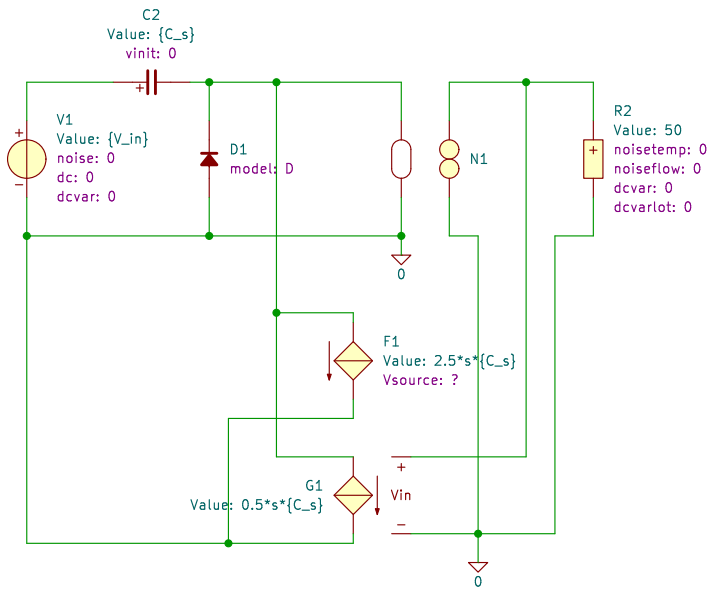 C2
Value: {C_s}
vinit: 0
+
V1
Value: {V_in}
noise: 0
dc: 0
dcvar: 0
+
−
D1
model: D
N1
R2
Value: 50
noisetemp: 0
noiseflow: 0
dcvar: 0
dcvarlot: 0
+
0
F1
Value: 2.5*s*{C_s}
Vsource: ?
G1
Value: 0.5*s*{C_s}
+
Vin
−
0